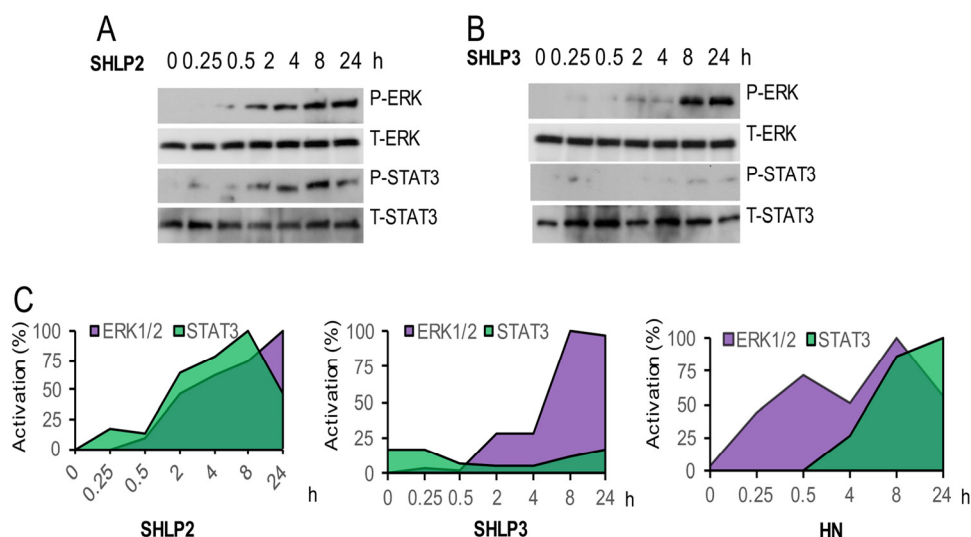 A
SHLP2 0 0.25 0.5 2 4 8 24 h
P-ERK
T-ERK
P-STAT3
T-STAT3
B
SHLP3 0 0.25 0.5 2 4 8 24 h
P-ERK
T-ERK
P-STAT3
T-STAT3
C
Activation (%)
100
75
50
25
0
ERK1/2 STAT3
0 0.25 0.5 2 4 8 24 h
SHLP2
Activation (%)
100
75
50
25
0
ERK1/2 STAT3
0 0.25 0.5 2 4 8 24 h
SHLP3
Activation (%)
100
75
50
25
0
ERK1/2 STAT3
0 0.25 0.5 4 8 24 h
HN